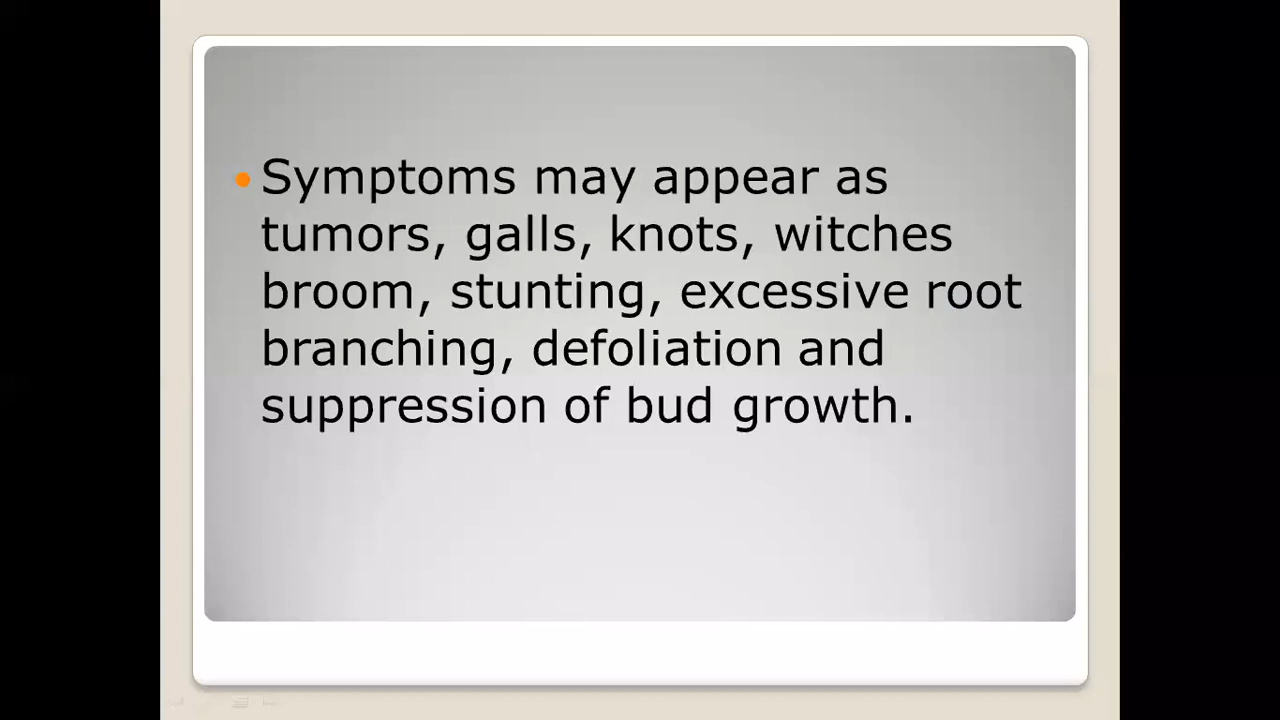 • Symptoms may appear as
tumors, galls, knots, witches
broom, stunting, excessive root
branching, defoliation and
suppression of bud growth.